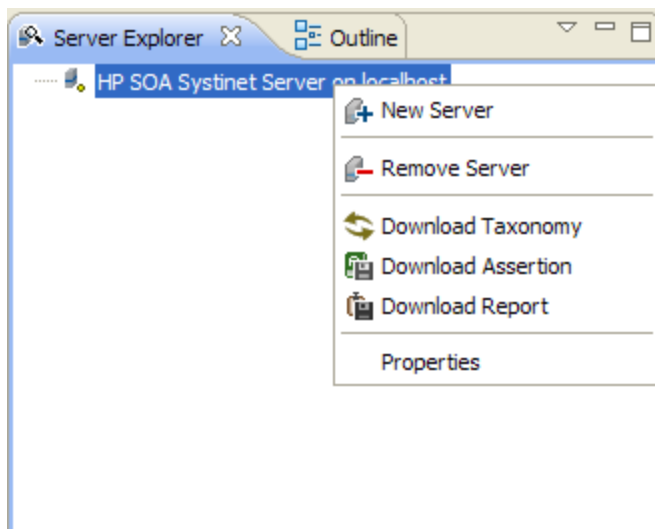 Server Explorer
Outline
HP SOA Systinet Server on localhost
New Server
Remove Server
Download Taxonomy
Download Assertion
Download Report
Properties